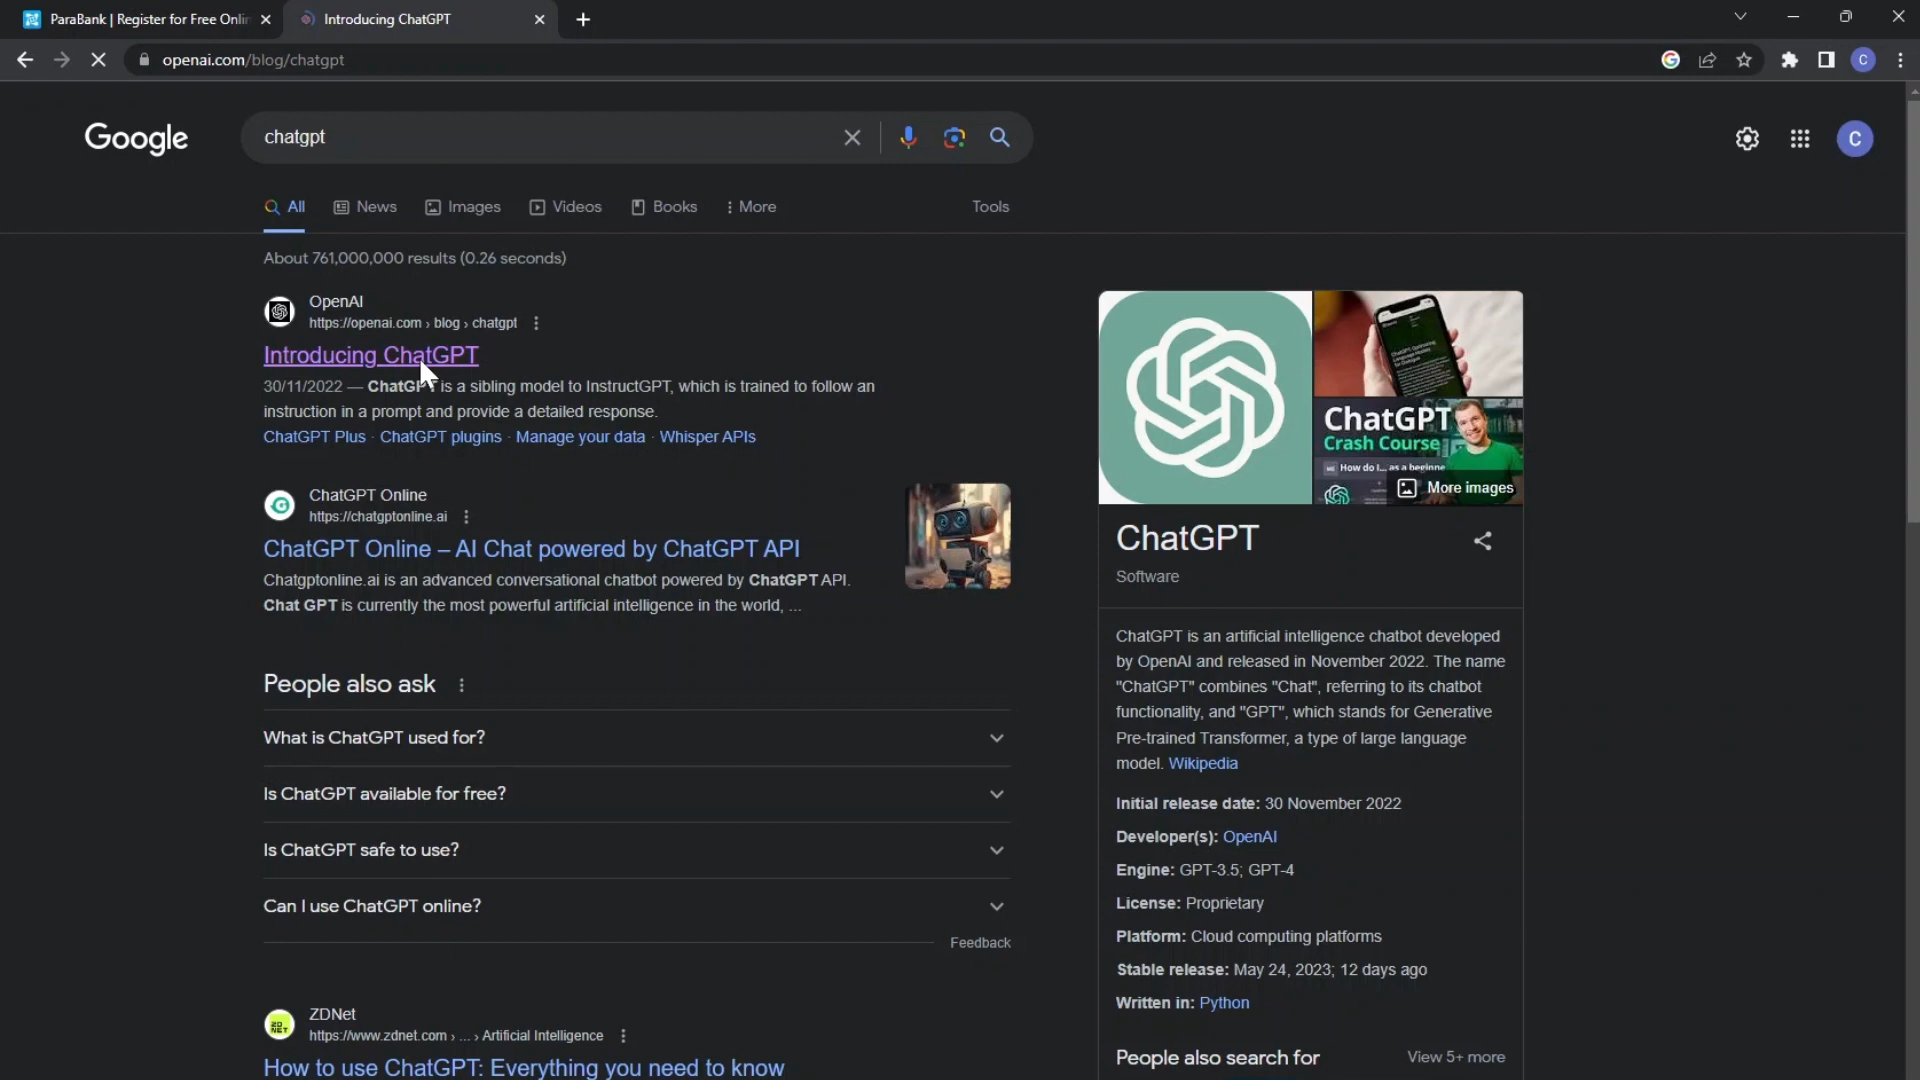 ParaBank | Register for Free Onlin
Introducing ChatGPT
openai.com/blog/chatgpt
C
Google
chatgpt
C
All
News
Images
Videos
Books
More
Tools
About 761,000,000 results (0.26 seconds)
OpenAI
https://openai.com › blog › chatgpt
Introducing ChatGPT
30/11/2022 — ChatGPT is a sibling model to InstructGPT, which is trained to follow an
instruction in a prompt and provide a detailed response.
ChatGPT Plus · ChatGPT plugins · Manage your data · Whisper APIs
ChatGPT Online
https://chatgptonline.ai
ChatGPT Online – AI Chat powered by ChatGPT API
Chatgptonline.ai is an advanced conversational chatbot powered by ChatGPT API.
Chat GPT is currently the most powerful artificial intelligence in the world, ...
People also ask
What is ChatGPT used for?
Is ChatGPT available for free?
Is ChatGPT safe to use?
Can I use ChatGPT online?
Feedback
ZD
NET
ZDNet
https://www.zdnet.com › ... › Artificial Intelligence
How to use ChatGPT: Everything you need to know
ChatGPT
Crash Course
How do I... as a beginne
More images
ChatGPT
Software
ChatGPT is an artificial intelligence chatbot developed
by OpenAI and released in November 2022. The name
"ChatGPT" combines "Chat", referring to its chatbot
functionality, and "GPT", which stands for Generative
Pre-trained Transformer, a type of large language
model. Wikipedia
Initial release date: 30 November 2022
Developer(s): OpenAI
Engine: GPT-3.5; GPT-4
License: Proprietary
Platform: Cloud computing platforms
Stable release: May 24, 2023; 12 days ago
Written in: Python
People also search for
View 5+ more